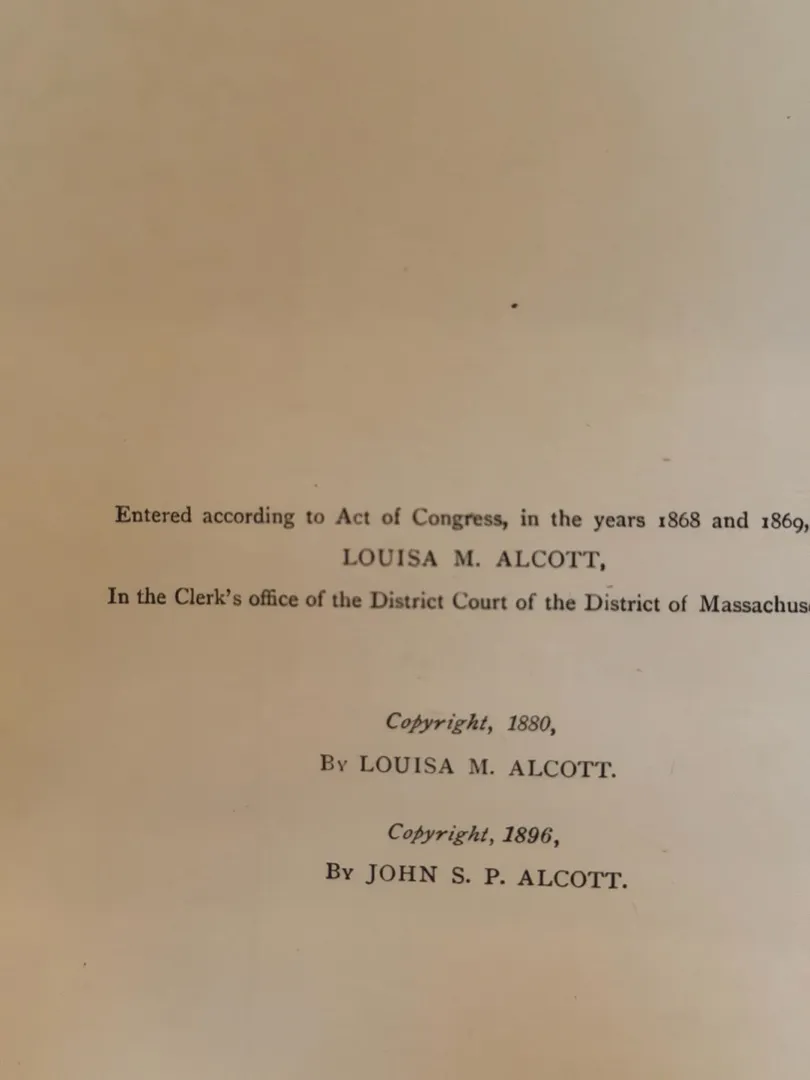 Entered according to Act of Congress, in the years 1868 and 1869,
LOUISA M. ALCOTT,
In the Clerk's office of the District Court of the District of
Copyright, 1880,
By LOUISA M. ALCOTT.
Copyright, 1896,
By JOHN S. P. ALCOTT.